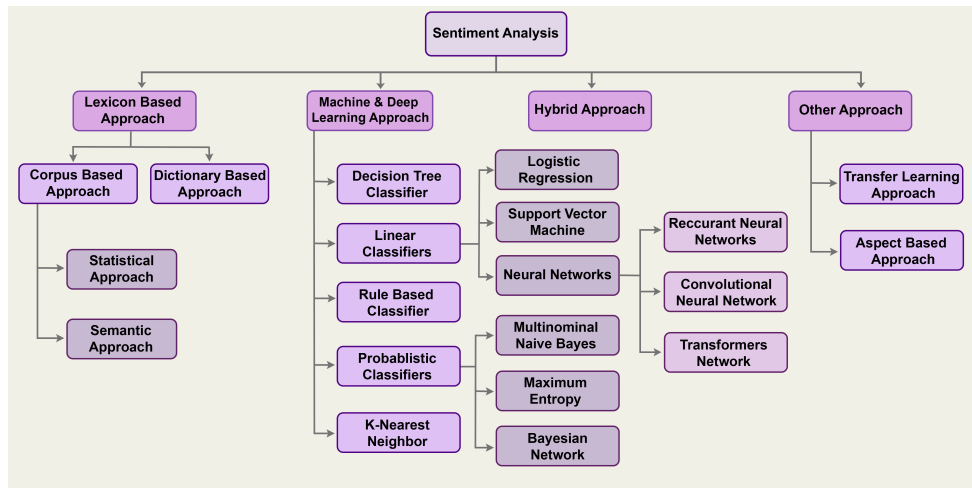 Sentiment Analysis
Lexicon Based
Approach
Machine & Deep
Learning Approach
Hybrid Approach
Other Approach
Corpus Based
Approach
Dictionary Based
Approach
Statistical
Approach
Semantic
Approach
Decision Tree
Classifier
Linear
Classifiers
Rule Based
Classifier
Probablistic
Classifiers
K-Nearest
Neighbor
Logistic
Regression
Support Vector
Machine
Neural Networks
Multinominal
Naive Bayes
Maximum
Entropy
Bayesian
Network
Reccurant Neural
Networks
Convolutional
Neural Network
Transformers
Network
Transfer Learning
Approach
Aspect Based
Approach